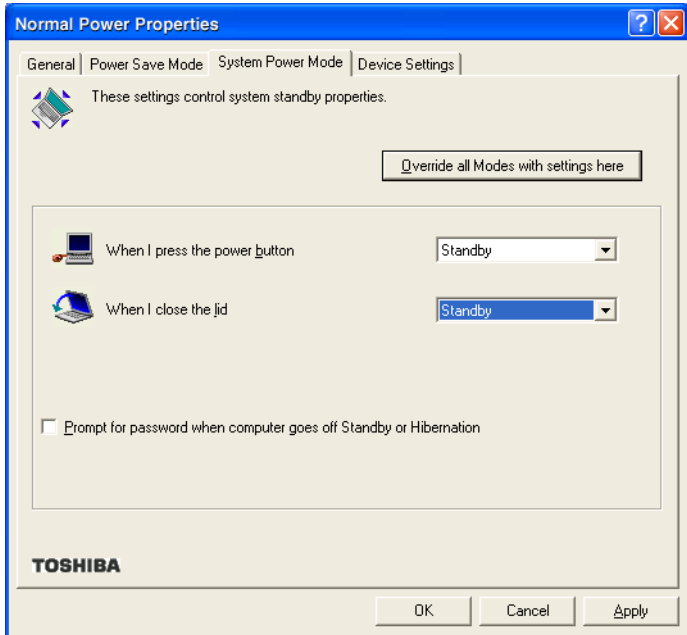 Normal Power Properties
General Power Save Mode System Power Mode Device Settings
These settings control system standby properties.
Override all Modes with settings here
When I press the power button Standby
When I close the lid Standby
Prompt for password when computer goes off Standby or Hibernation
TOSHIBA
OK Cancel Apply